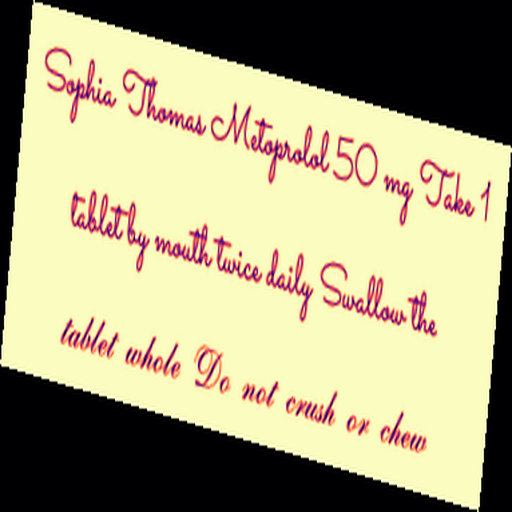 Sophia Thomas Metoprolol 50 mg Take 1
tablet by mouth twice daily Swallow the
tablet whole Do not crush or chew